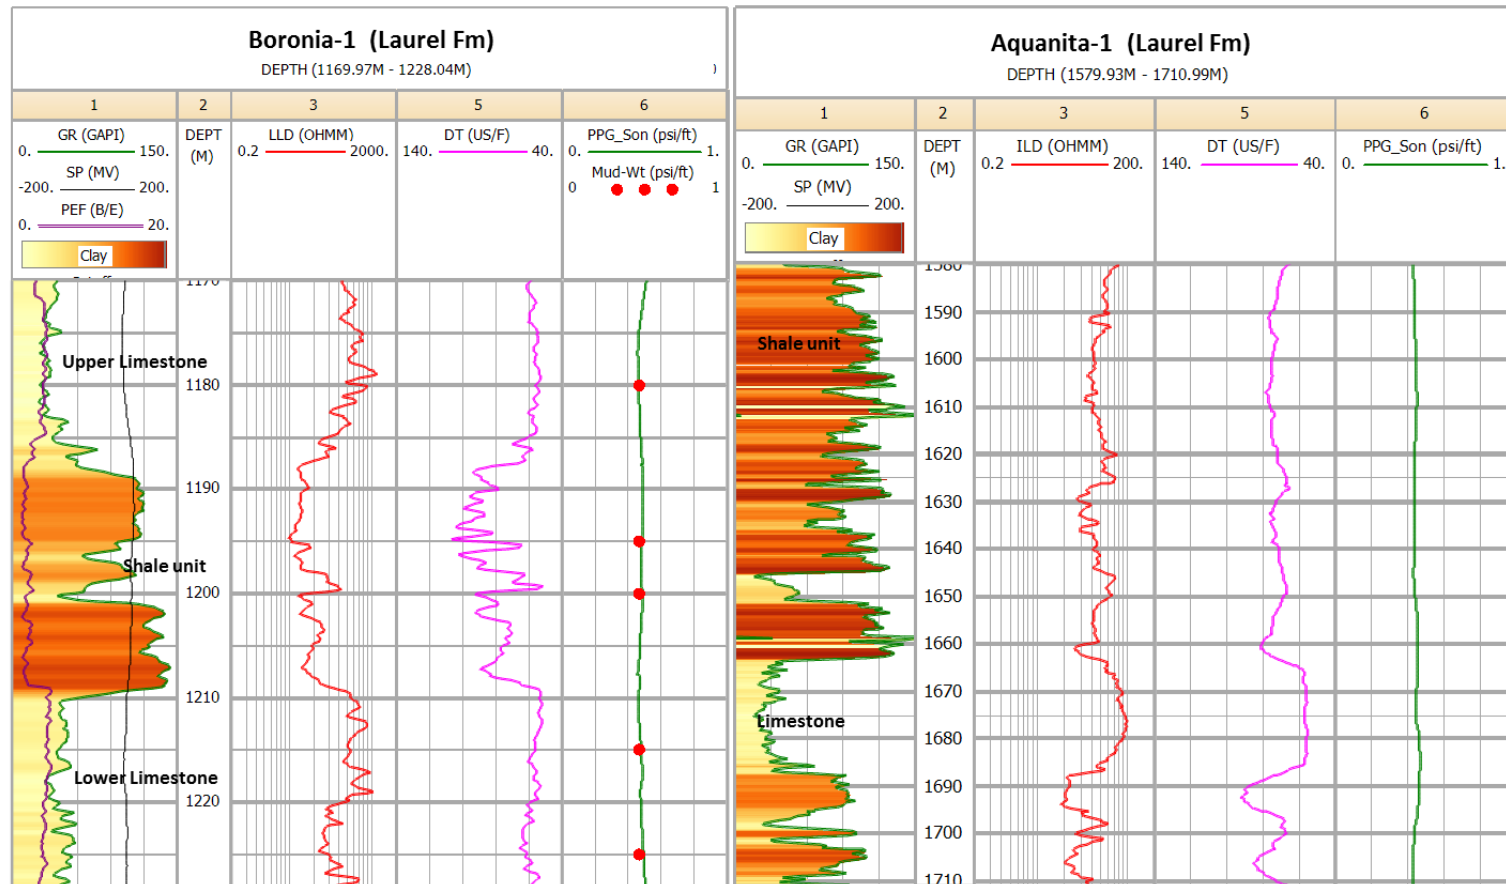 Boronia-1 (Laurel Fm)
DEPTH (1169.97M - 1228.04M)
)
1 2 3 5 6
GR (GAPI)
0. 150.
SP (MV)
-200. 200.
PEF (B/E)
0. 20.
Clay
DEPT
(M)
LLD (OHMM)
0.2 2000.
DT (US/F)
140. 40.
PPG_Son (psi/ft)
0. 1.
Mud-Wt (psi/ft)
0 1
1170
Upper Limestone
1180
1190
Shale unit
1200
1210
Lower Limestone
1220
Aquanita-1 (Laurel Fm)
DEPTH (1579.93M - 1710.99M)
1 2 3 5 6
GR (GAPI)
0. 150.
SP (MV)
-200. 200.
Clay
DEPT
(M)
ILD (OHMM)
0.2 200.
DT (US/F)
140. 40.
PPG_Son (psi/ft)
0. 1.
1580
1590
Shale unit
1600
1610
1620
1630
1640
1650
1660
1670
Limestone
1680
1690
1700
1710